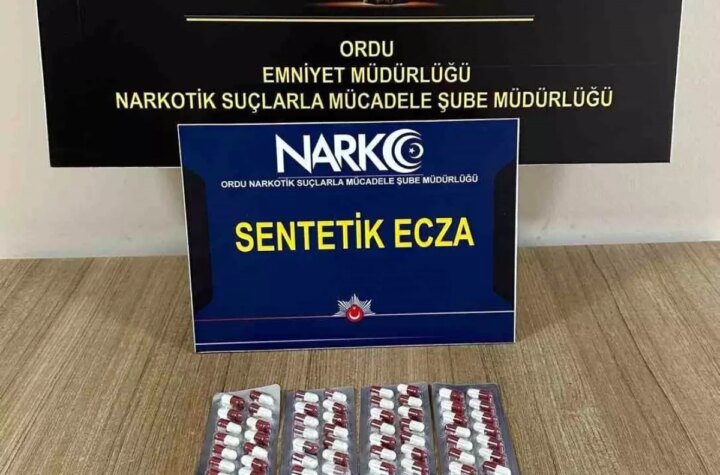 ORDU
EMNİYET MÜDÜRLÜĞÜ
NARKOTİK SUÇLARLA MÜCADELE ŞUBE MÜDÜRLÜĞÜ
NARKO
ORDU NARKOTİK SUÇLARLA MÜCADELE ŞUBE MÜDÜRLÜĞÜ
SENTETİK ECZA